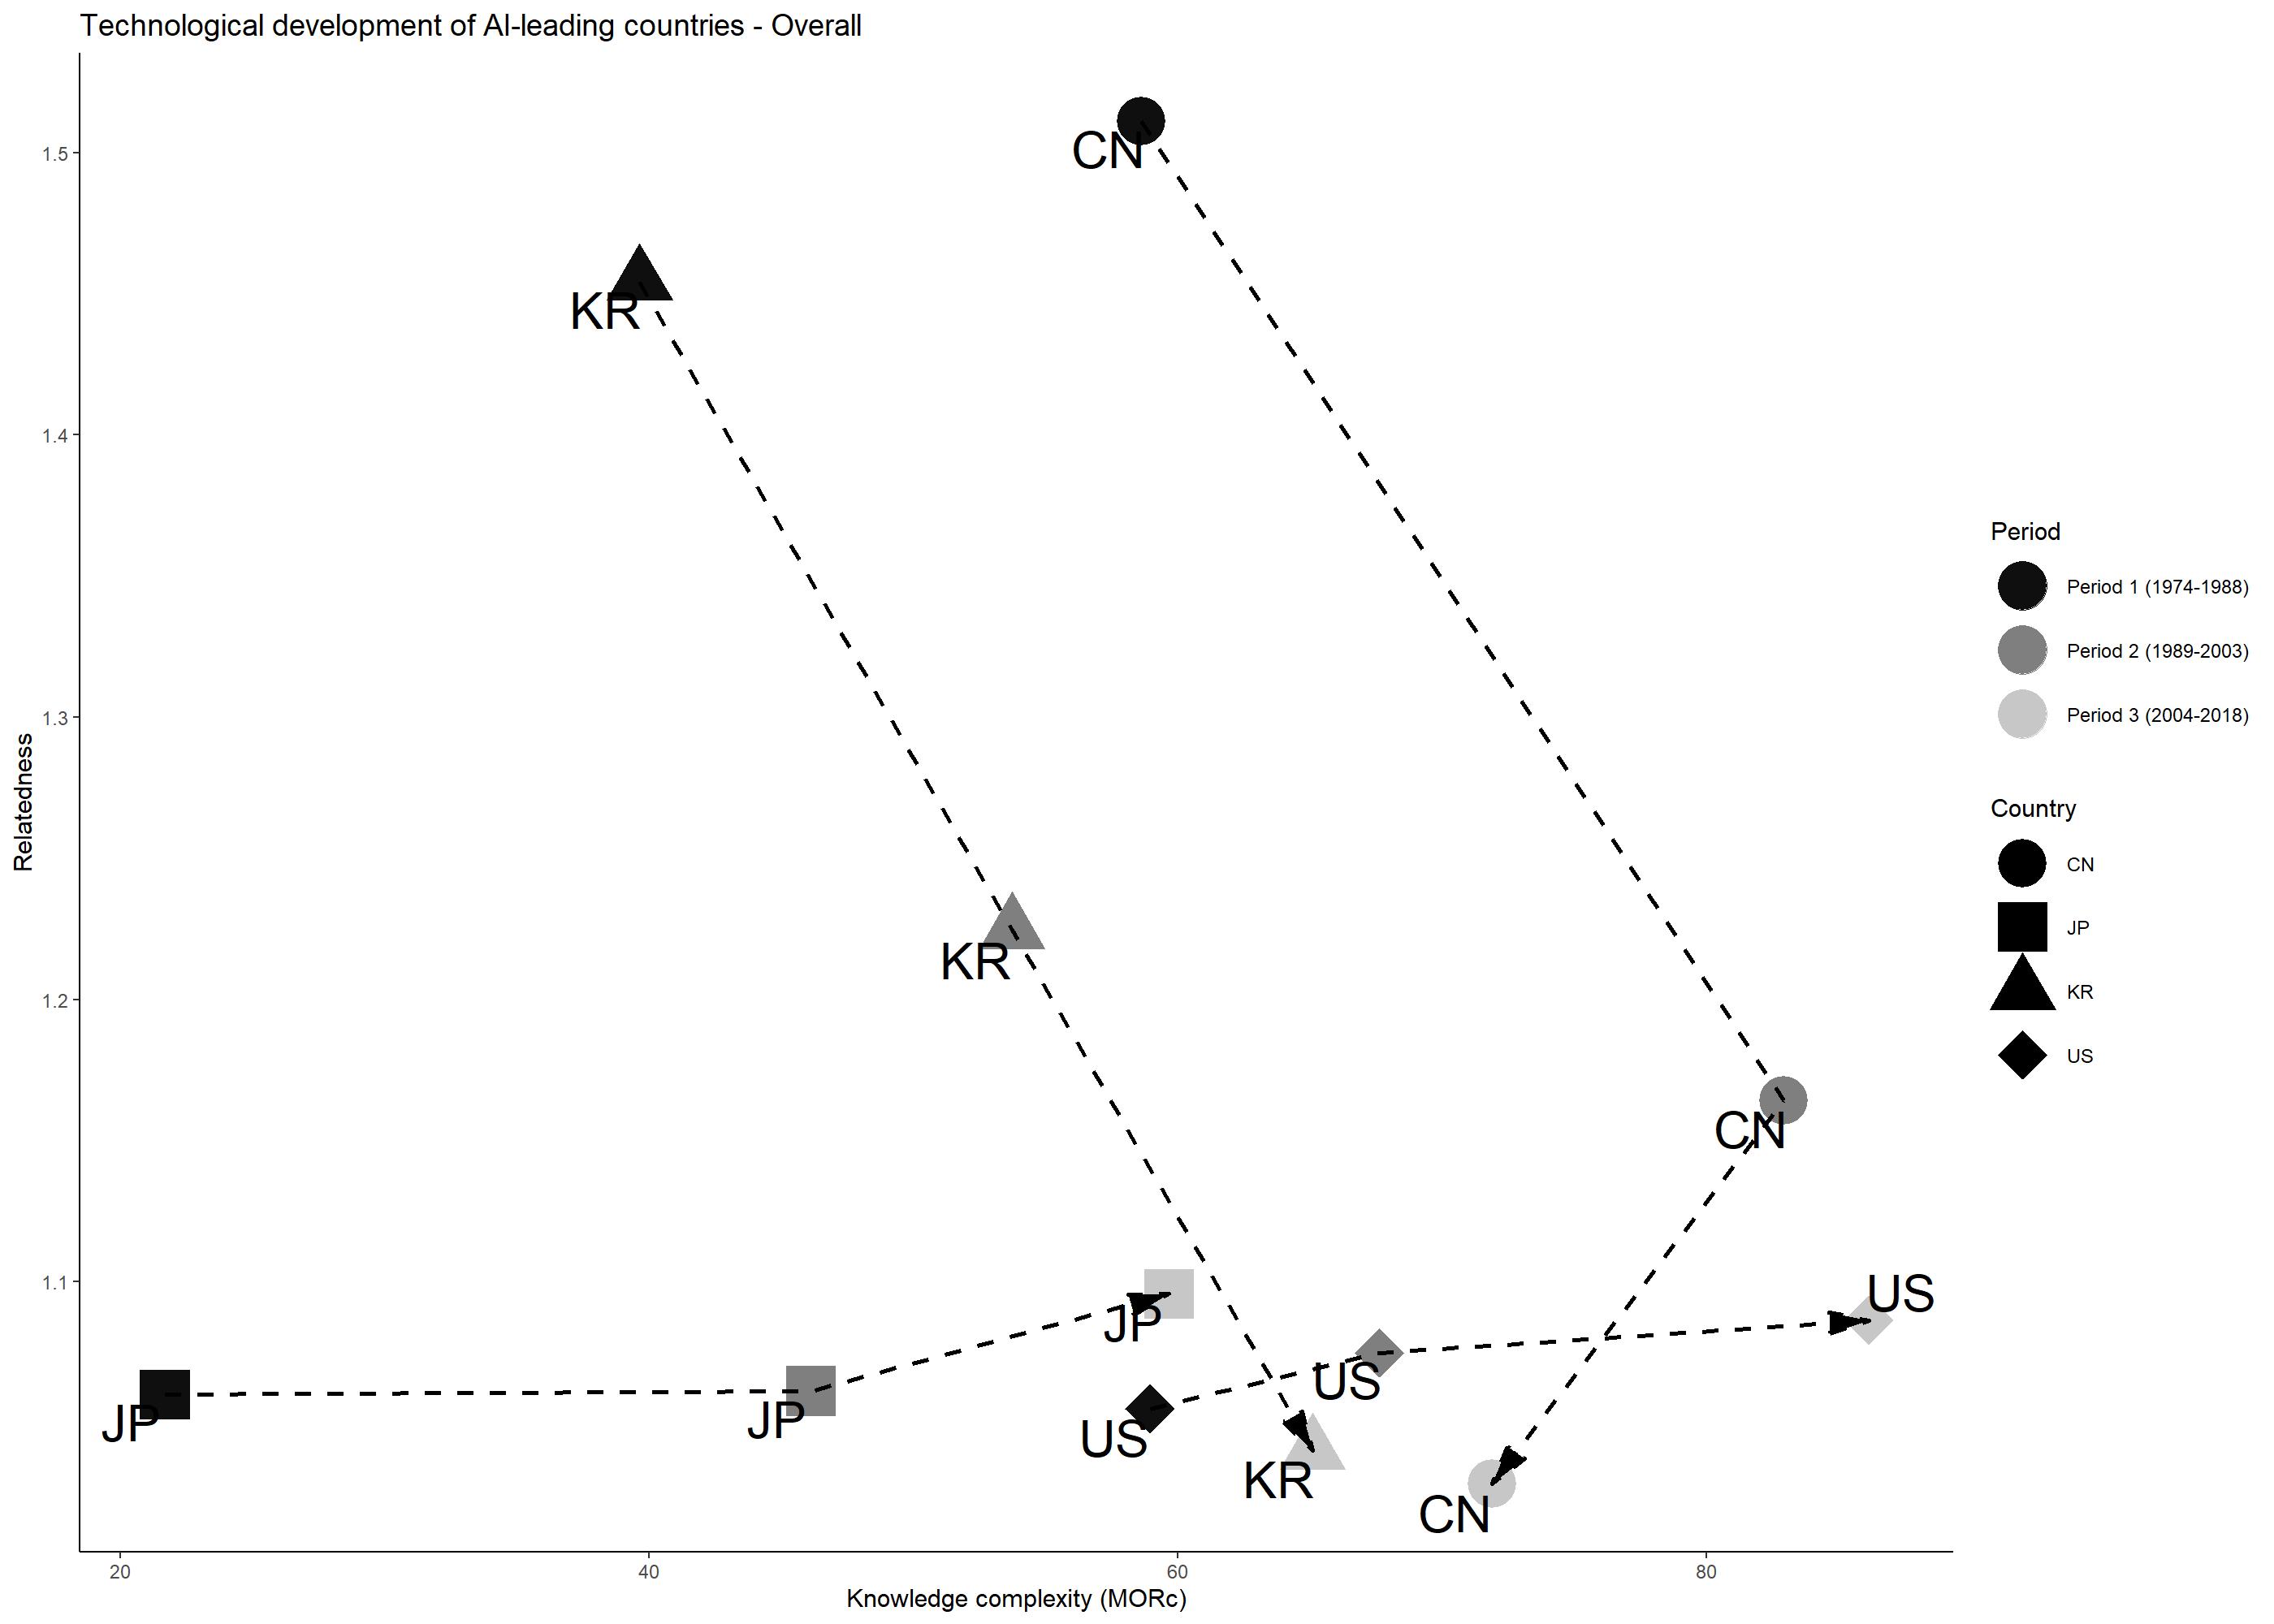 Technological development of AI-leading countries - Overall
Relatedness
1.5
1.4
1.3
1.2
1.1
CN
KR
KR
CN
JP
US
JP
JP
US
US
KR
CN
20
40
60
80
Knowledge complexity (MORc)
Period
Period 1 (1974-1988)
Period 2 (1989-2003)
Period 3 (2004-2018)
Country
CN
JP
KR
US